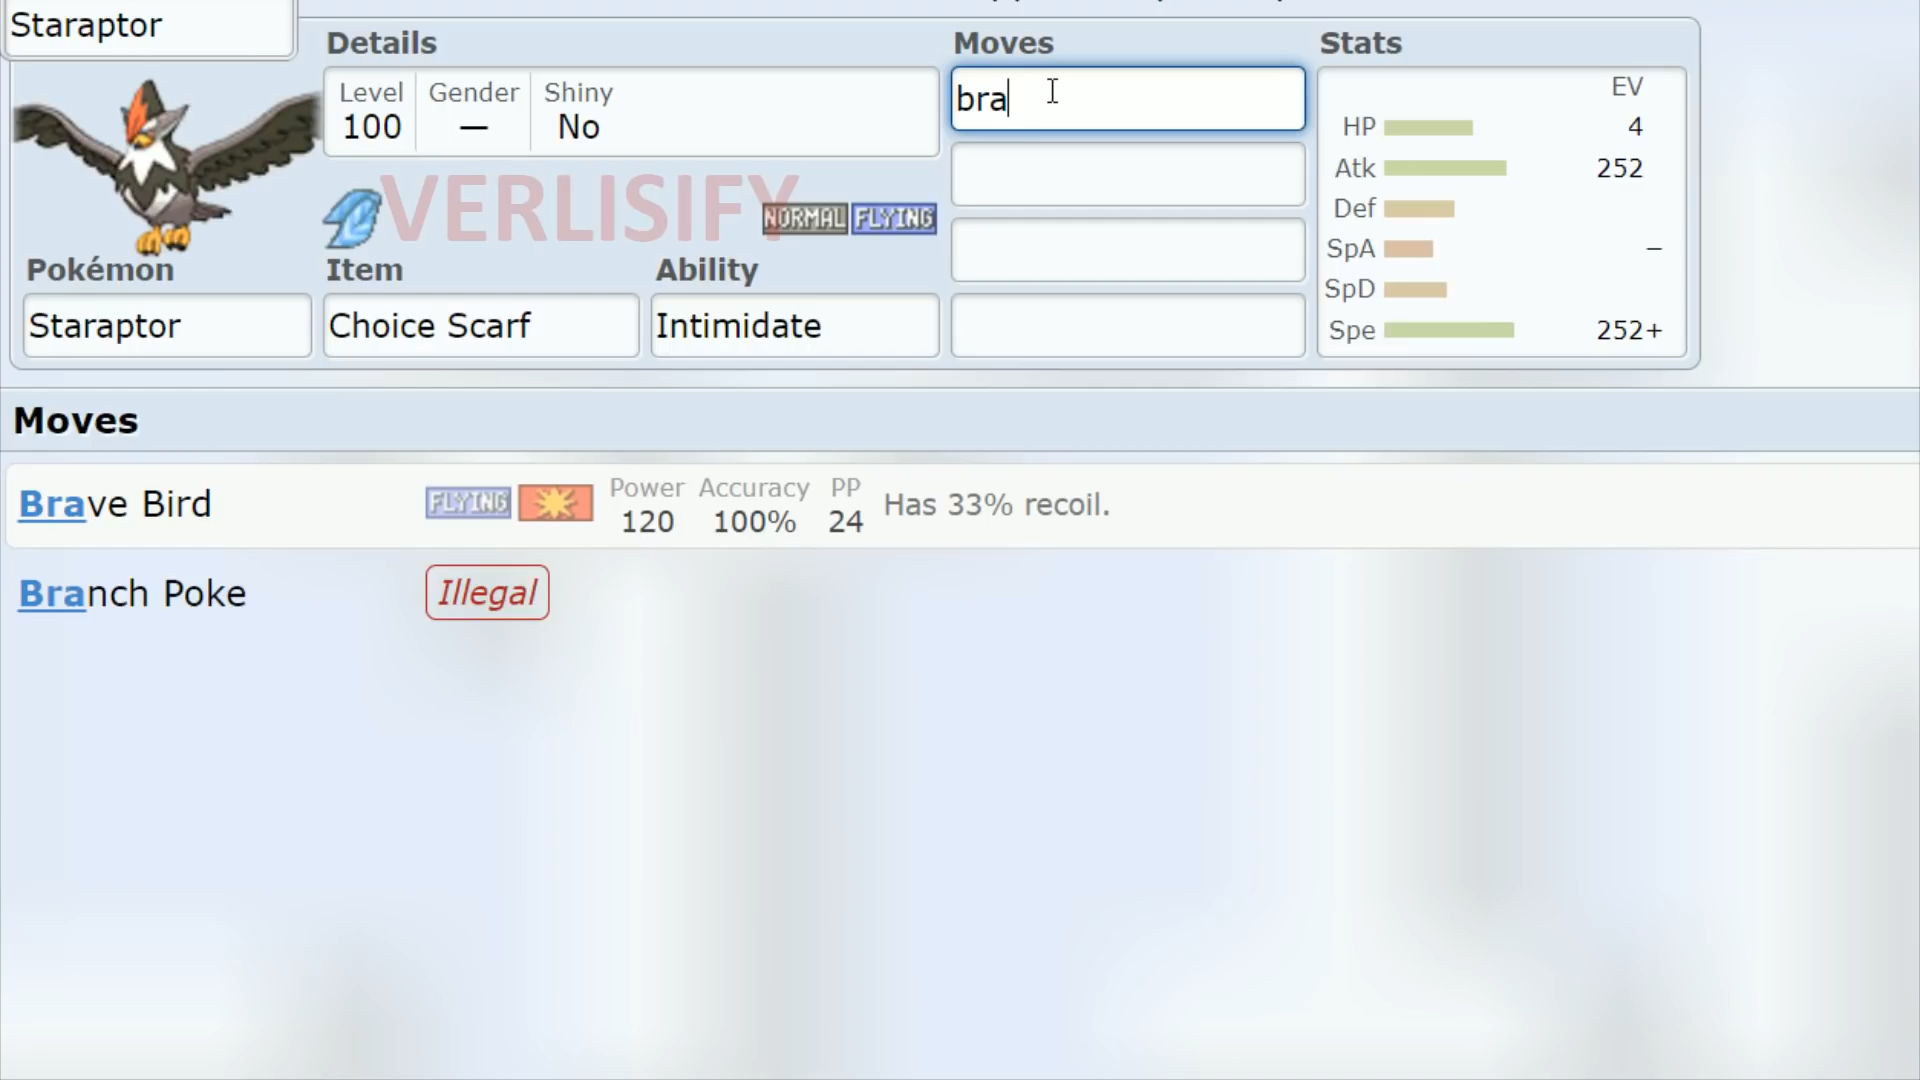 Staraptor
Details
Moves
Stats
Level Gender Shiny
100 — No
bra
EV
HP 4
Atk 252
Def
SpA –
SpD
Spe 252+
VERLISIFY
NORMAL FLYING
Pokémon
Item
Ability
Staraptor
Choice Scarf
Intimidate
Moves
Brave Bird FLYING Power Accuracy PP Has 33% recoil.
120 100% 24
Branch Poke Illegal